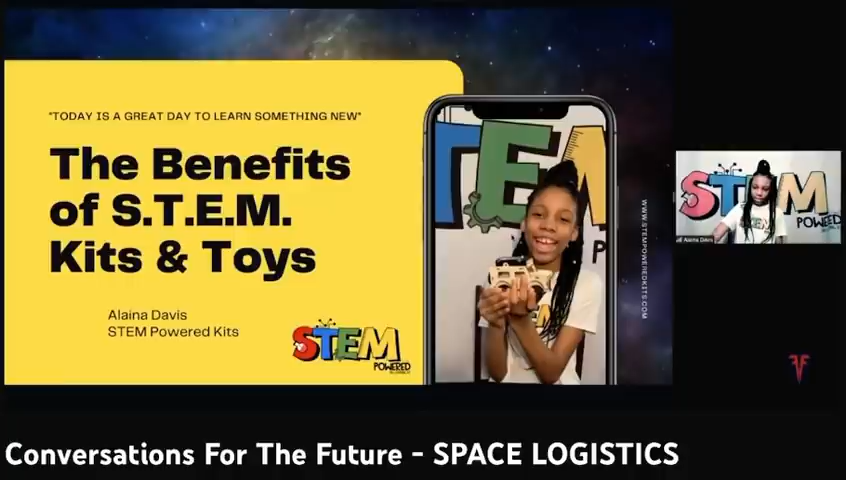 "TODAY IS A GREAT DAY TO LEARN SOMETHING NEW"
The Benefits
of S.T.E.M.
Kits & Toys
Alaina Davis
STEM Powered Kits
STEM
POWERED
STEM
P
WWW.STEMPOWEREDKITS.COM
STEM
POWERED
Alaina Davis
Conversations For The Future - SPACE LOGISTICS